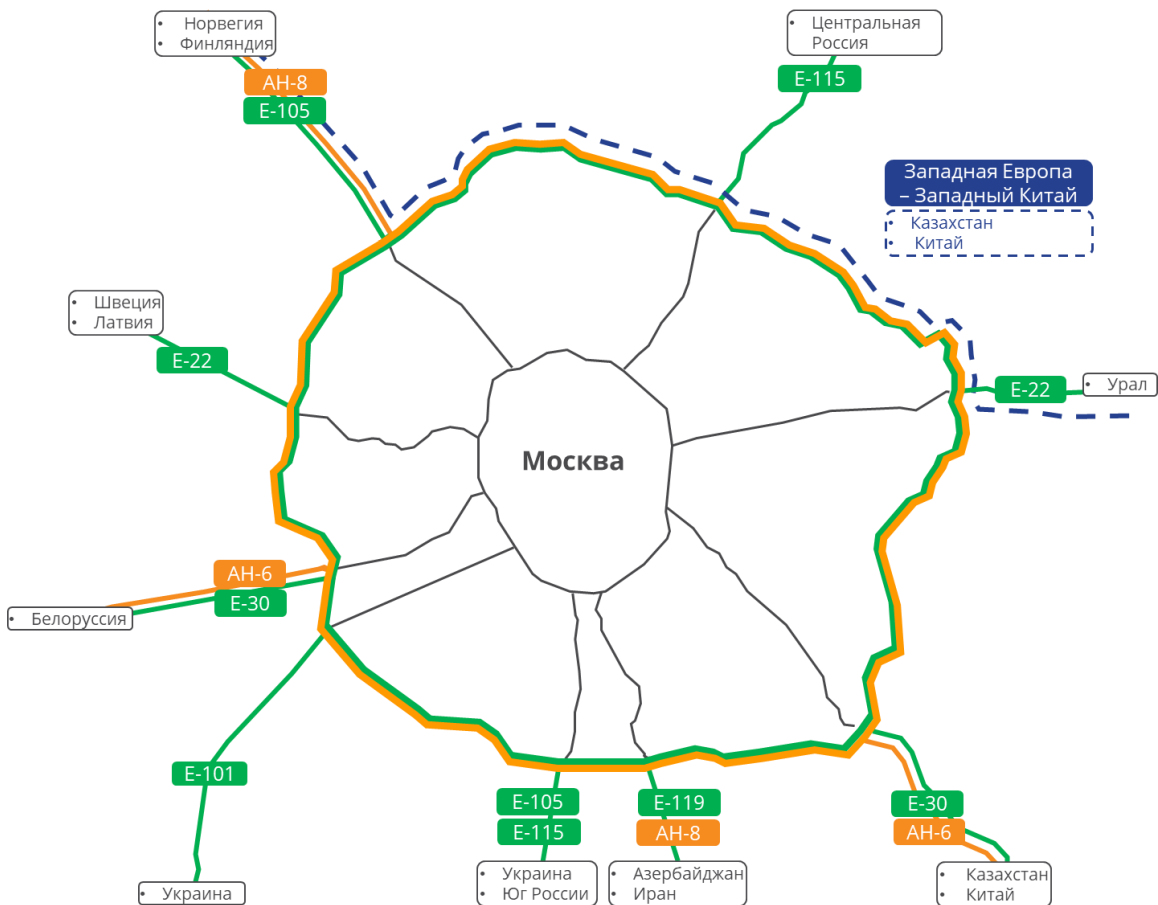 • Норвегия
• Финляндия
• Центральная
Россия
АН-8
Е-105
Е-115
Западная Европа
– Западный Китай
• Казахстан
• Китай
• Швеция
• Латвия
Е-22
Е-22
• Урал
Москва
АН-6
Е-30
• Белоруссия
Е-101
Е-105
Е-115
Е-119
АН-8
Е-30
АН-6
• Украина
• Украина
• Юг России
• Азербайджан
• Иран
• Казахстан
• Китай